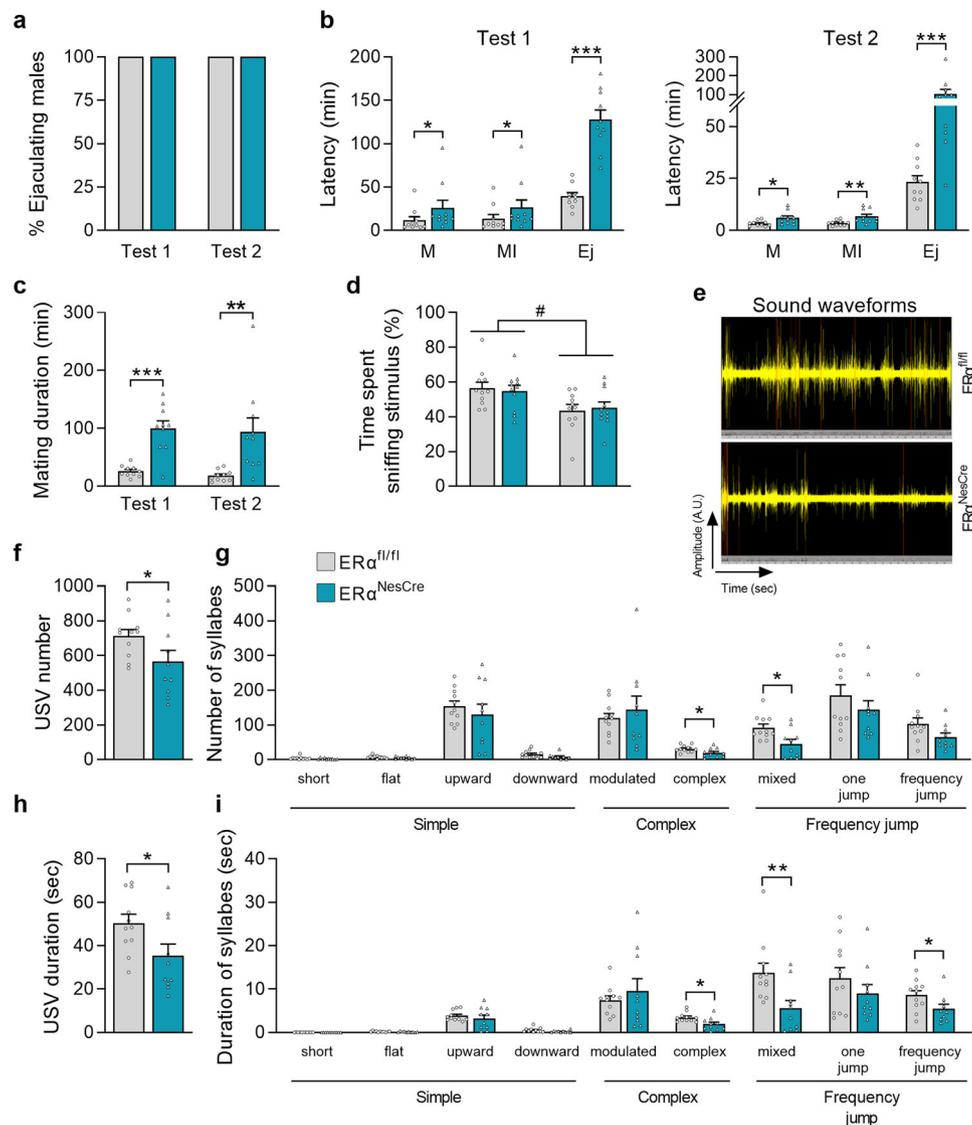 a
% Ejaculating males
100
75
50
25
0
Test 1
Test 2
b
Test 1
Latency (min)
200
150
100
50
0
*
*
***
M
MI
Ej
Test 2
Latency (min)
300
200
100
50
25
0
*
**
***
M
MI
Ej
c
Mating duration (min)
300
200
100
0
***
**
Test 1
Test 2
d
Time spent
sniffing stimulus (%)
100
80
60
40
20
0
#
e
Sound waveforms
ERα^fl/fl
ERα^NesCre
Amplitude (A.U.)
Time (sec)
f
USV number
1000
800
600
400
200
0
*
g
ERα^fl/fl
ERα^NesCre
Number of syllabes
500
400
300
200
100
0
*
*
short
flat
upward
downward
modulated
complex
mixed
one
jump
frequency
jump
Simple
Complex
Frequency jump
h
USV duration (sec)
80
60
40
20
0
*
i
Duration of syllabes (sec)
40
30
20
10
0
*
**
*
short
flat
upward
downward
modulated
complex
mixed
one
jump
frequency
jump
Simple
Complex
Frequency
jump